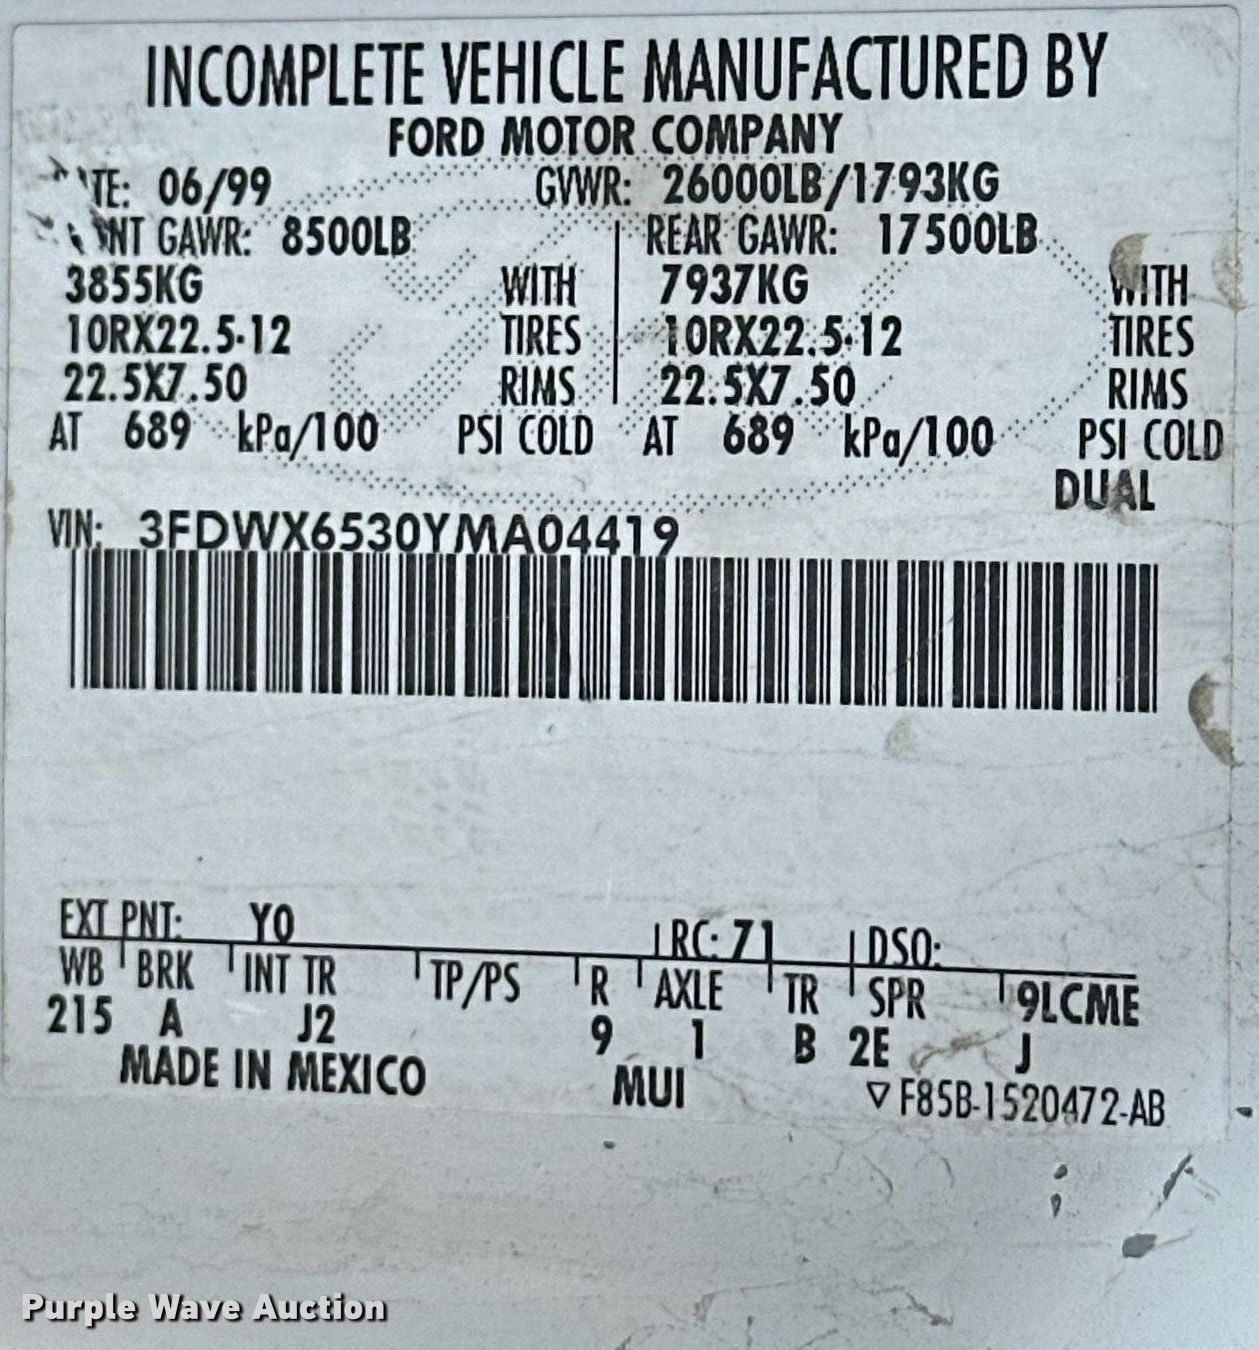 INCOMPLETE VEHICLE MANUFACTURED BY
FORD MOTOR COMPANY
TE: 06/99 GVWR: 26000LB/1793KG
NT GAWR: 8500LB REAR GAWR: 17500LB
3855KG WITH 7937KG WITH
10RX22.5-12 TIRES 10RX22.5-12 TIRES
22.5X7.50 RIMS 22.5X7.50 RIMS
AT 689 kPa/100 PSI COLD AT 689 kPa/100 PSI COLD
DUAL
VIN: 3FDWX6530YMA04419
EXT PNT: Y0 RC: 71 DSO:
WB BRK INT TR TP/PS R AXLE TR SPR 9LCME
215 A J2 9 1 B 2E J
MADE IN MEXICO MUI ▽ F85B-1520472-AB
Purple Wave Auction